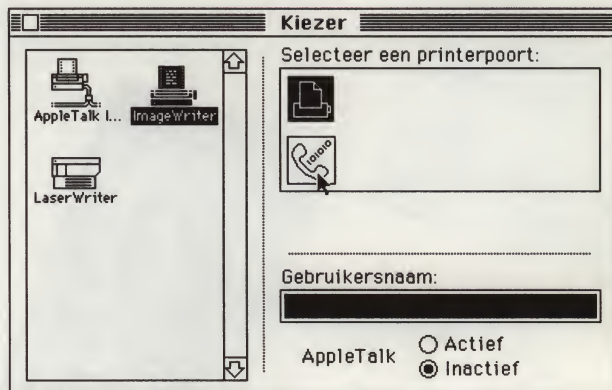 Kiezer
AppleTalk I...
ImageWriter
LaserWriter
Selecteer een printerpoort:
Gebruikersnaam:
AppleTalk
Actief
Inactief